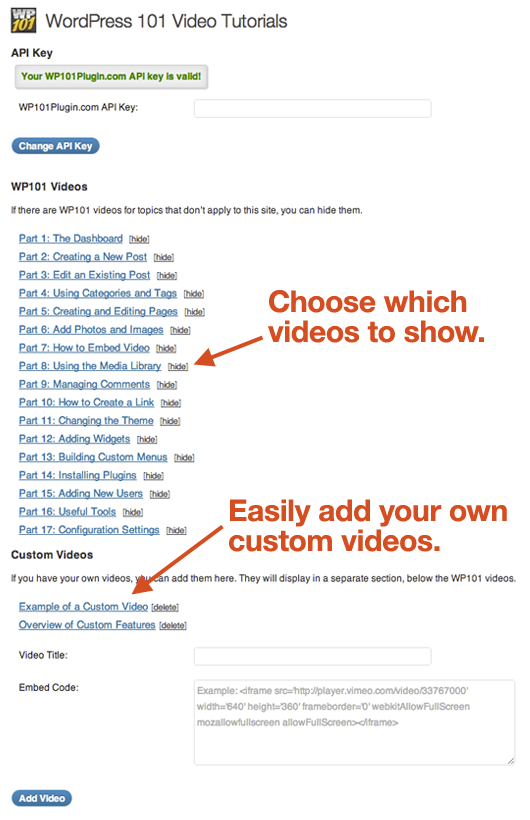 WP
101
WordPress 101 Video Tutorials
API Key
Your WP101Plugin.com API key is valid!
WP101Plugin.com API Key:
Change API Key
WP101 Videos
If there are WP101 videos for topics that don't apply to this site, you can hide them.
Part 1: The Dashboard [hide]
Part 2: Creating a New Post [hide]
Part 3: Edit an Existing Post [hide]
Part 4: Using Categories and Tags [hide]
Part 5: Creating and Editing Pages [hide]
Part 6: Add Photos and Images [hide]
Part 7: How to Embed Video [hide]
Part 8: Using the Media Library [hide]
Part 9: Managing Comments [hide]
Part 10: How to Create a Link [hide]
Part 11: Changing the Theme [hide]
Part 12: Adding Widgets [hide]
Part 13: Building Custom Menus [hide]
Part 14: Installing Plugins [hide]
Part 15: Adding New Users [hide]
Part 16: Useful Tools [hide]
Part 17: Configuration Settings [hide]
Choose which
videos to show.
Easily add your own
custom videos.
Custom Videos
If you have your own videos, you can add them here. They will display in a separate section, below the WP101 videos.
Example of a Custom Video [delete]
Overview of Custom Features [delete]
Video Title:
Embed Code:
Example: <iframe src='http://player.vimeo.com/video/33767000'
width='640' height='360' frameborder='0' webkitAllowFullScreen
mozallowfullscreen allowFullScreen></iframe>
Add Video